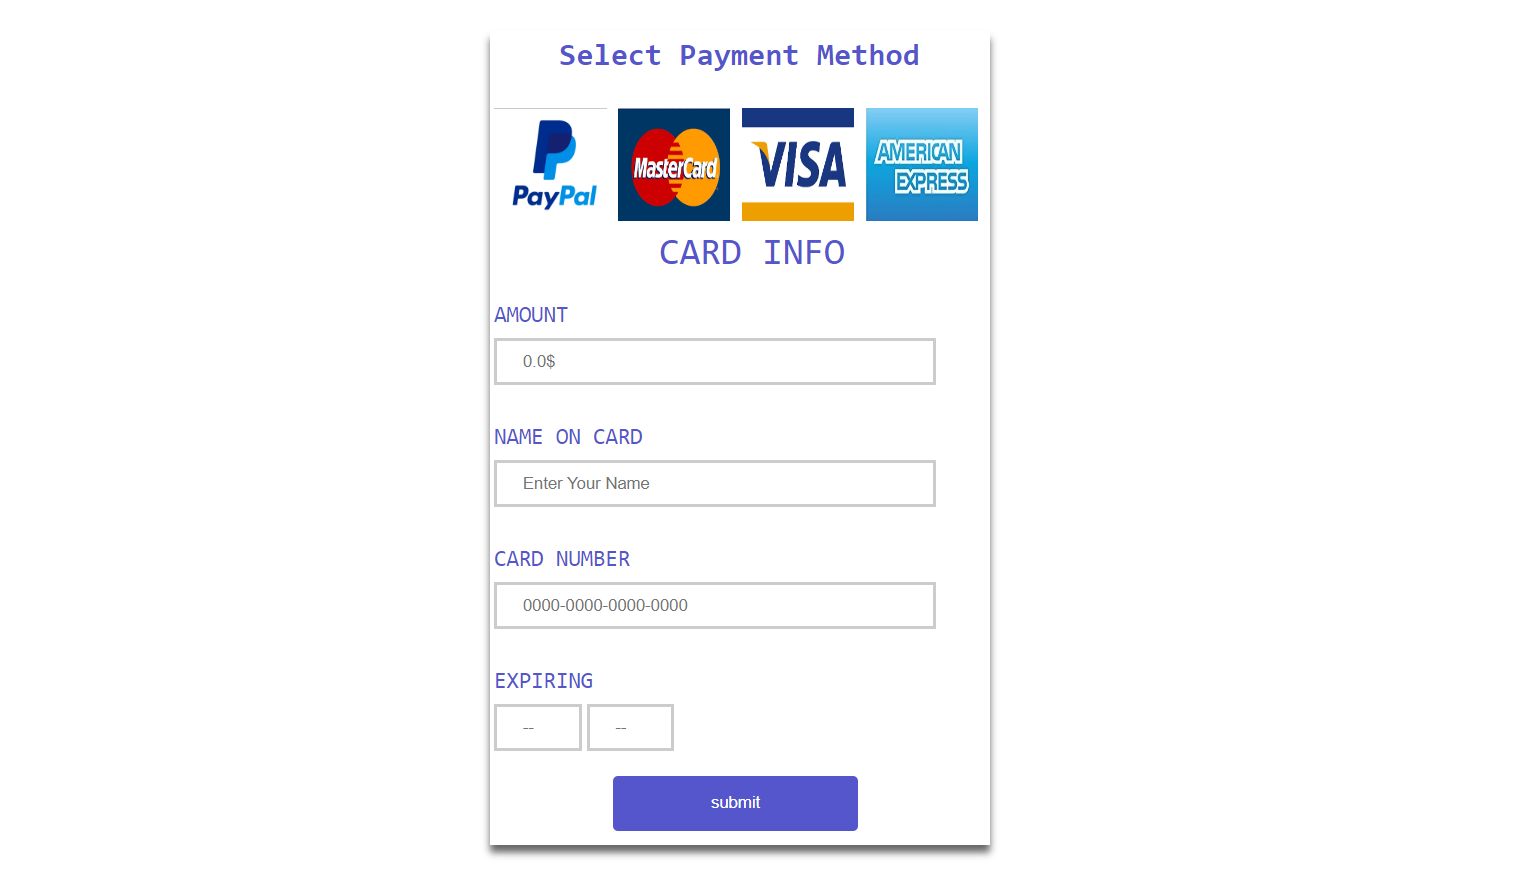 Select Payment Method
PayPal
MasterCard
VISA
AMERICAN
EXPRESS
CARD INFO
AMOUNT
0.0$
NAME ON CARD
Enter Your Name
CARD NUMBER
0000-0000-0000-0000
EXPIRING
-- --
submit